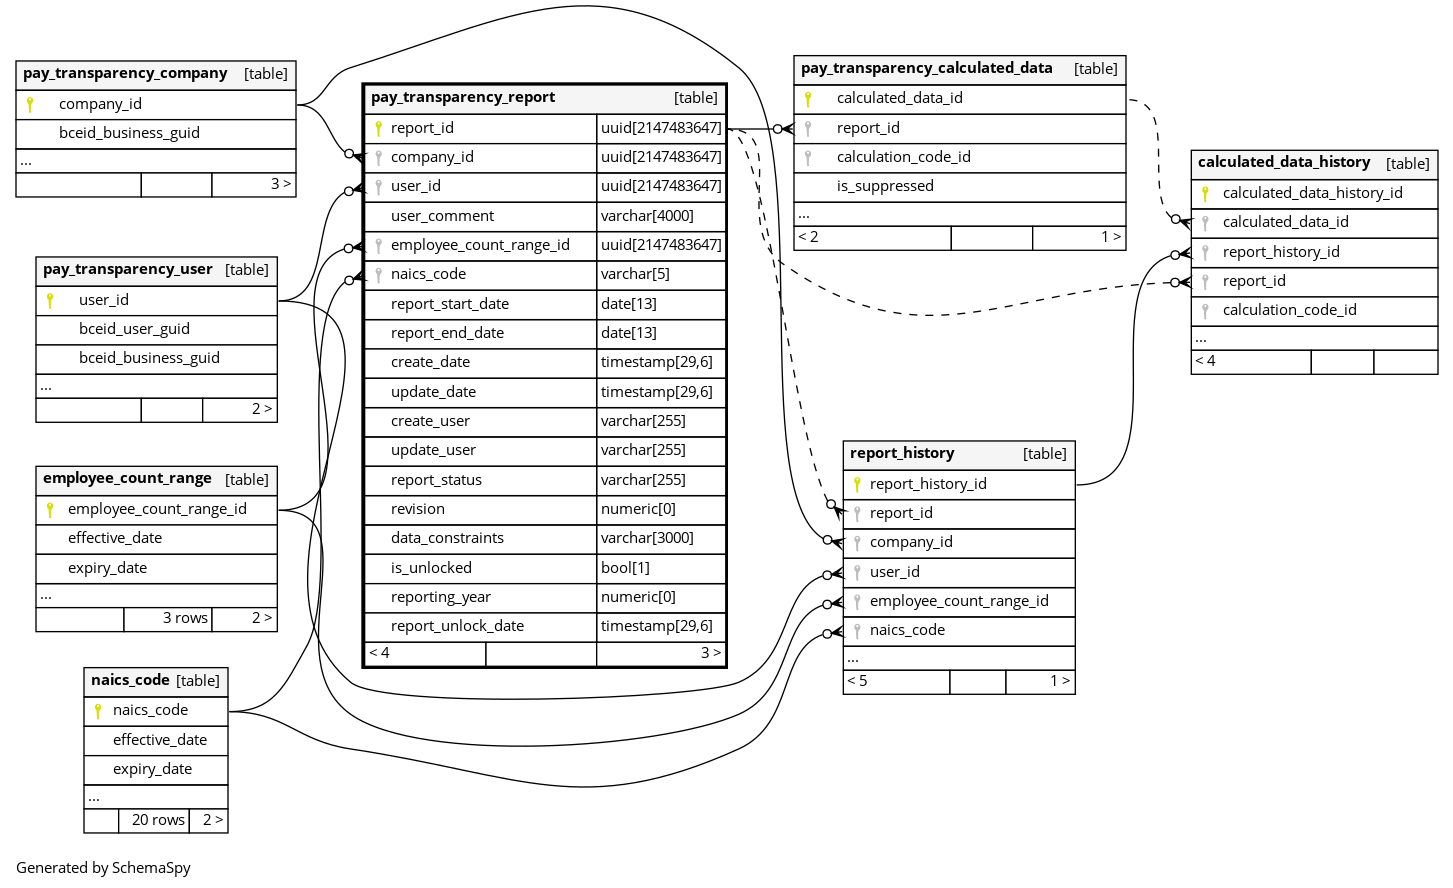 pay_transparency_company [table]
company_id
bceid_business_guid
...
3 >
pay_transparency_user [table]
user_id
bceid_user_guid
bceid_business_guid
...
2 >
employee_count_range [table]
employee_count_range_id
effective_date
expiry_date
...
3 rows 2 >
naics_code [table]
naics_code
effective_date
expiry_date
...
20 rows 2 >
pay_transparency_report [table]
report_id uuid[2147483647]
company_id uuid[2147483647]
user_id uuid[2147483647]
user_comment varchar[4000]
employee_count_range_id uuid[2147483647]
naics_code varchar[5]
report_start_date date[13]
report_end_date date[13]
create_date timestamp[29,6]
update_date timestamp[29,6]
create_user varchar[255]
update_user varchar[255]
report_status varchar[255]
revision numeric[0]
data_constraints varchar[3000]
is_unlocked bool[1]
reporting_year numeric[0]
report_unlock_date timestamp[29,6]
< 4 3 >
pay_transparency_calculated_data [table]
calculated_data_id
report_id
calculation_code_id
is_suppressed
...
< 2 1 >
report_history [table]
report_history_id
report_id
company_id
user_id
employee_count_range_id
naics_code
...
< 5 1 >
calculated_data_history [table]
calculated_data_history_id
calculated_data_id
report_history_id
report_id
calculation_code_id
...
< 4
Generated by SchemaSpy